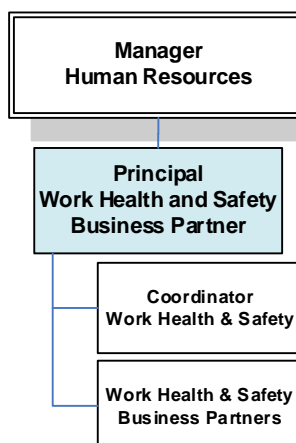 Manager
Human Resources
Principal
Work Health and Safety
Business Partner
Coordinator
Work Health & Safety
Work Health & Safety
Business Partners